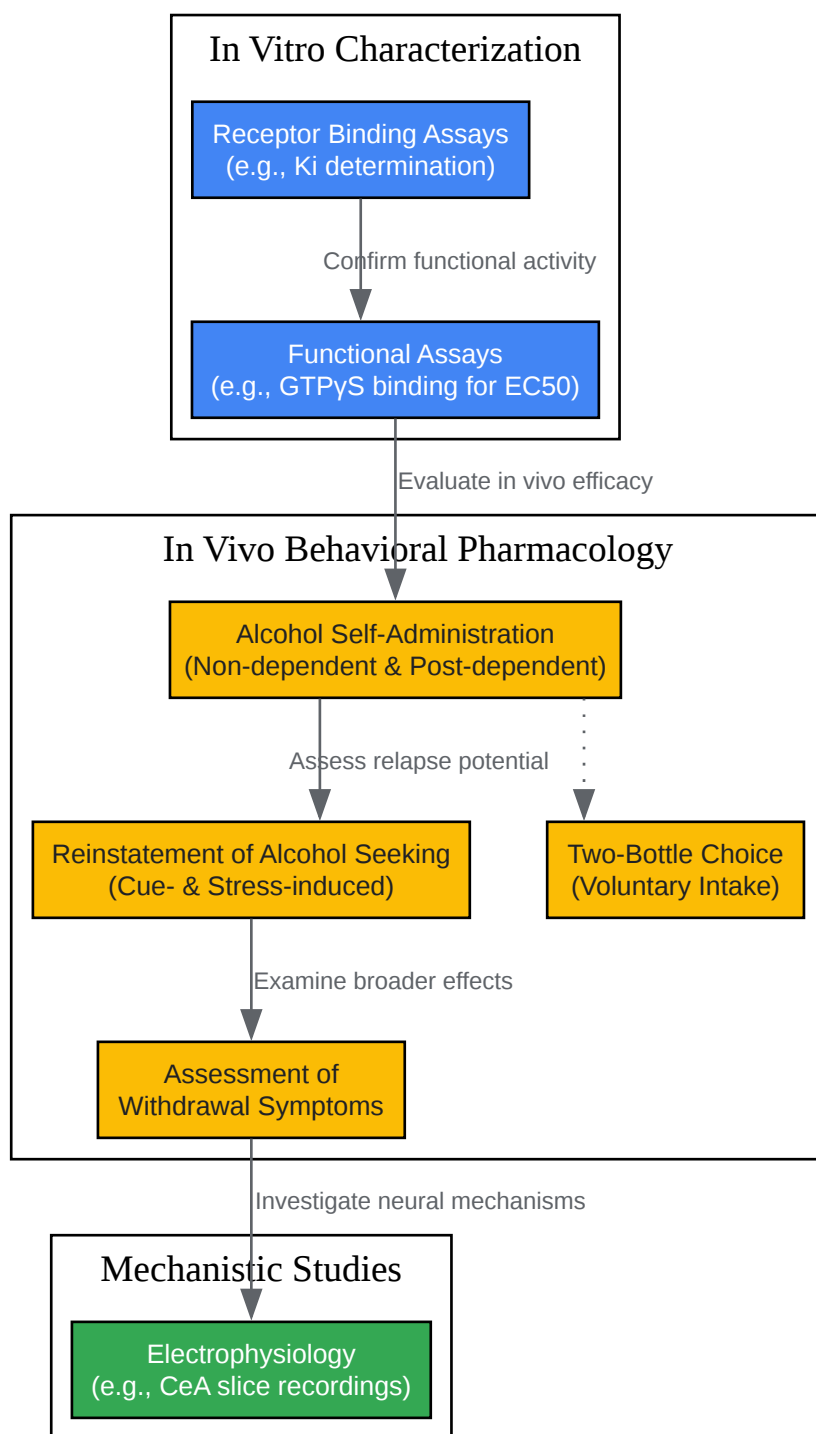 In Vitro Characterization
Receptor Binding Assays
(e.g., Ki determination)
Confirm functional activity
Functional Assays
(e.g., GTPγS binding for EC50)
Evaluate in vivo efficacy
In Vivo Behavioral Pharmacology
Alcohol Self-Administration
(Non-dependent & Post-dependent)
Assess relapse potential
Reinstatement of Alcohol Seeking
(Cue- & Stress-induced)
Two-Bottle Choice
(Voluntary Intake)
Examine broader effects
Assessment of
Withdrawal Symptoms
Investigate neural mechanisms
Mechanistic Studies
Electrophysiology
(e.g., CeA slice recordings)